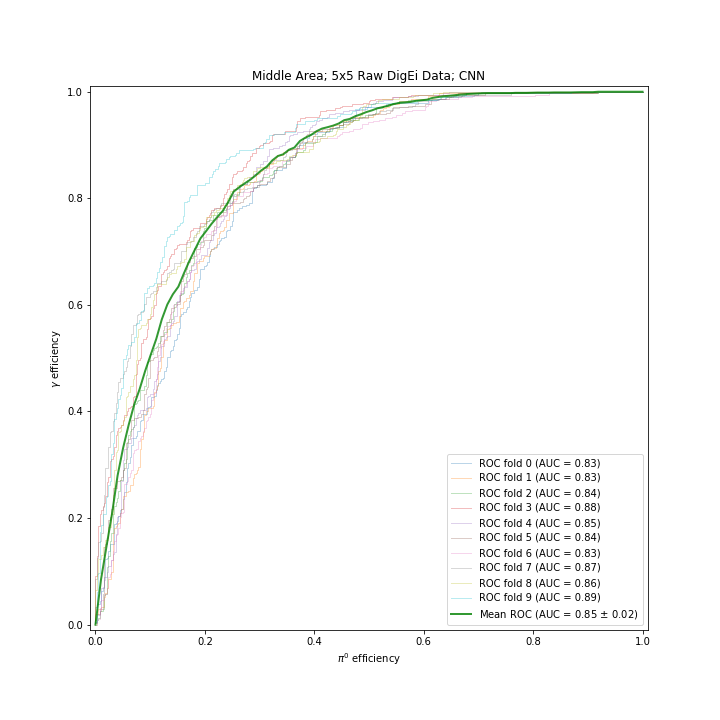 Middle Area; 5x5 Raw DigEi Data; CNN
1.0
0.8
0.6
0.4
0.2
0.0
γ efficiency
ROC fold 0 (AUC = 0.83)
ROC fold 1 (AUC = 0.83)
ROC fold 2 (AUC = 0.84)
ROC fold 3 (AUC = 0.88)
ROC fold 4 (AUC = 0.85)
ROC fold 5 (AUC = 0.84)
ROC fold 6 (AUC = 0.83)
ROC fold 7 (AUC = 0.87)
ROC fold 8 (AUC = 0.86)
ROC fold 9 (AUC = 0.89)
Mean ROC (AUC = 0.85 ± 0.02)
0.0 0.2 0.4 0.6 0.8 1.0
π⁰ efficiency